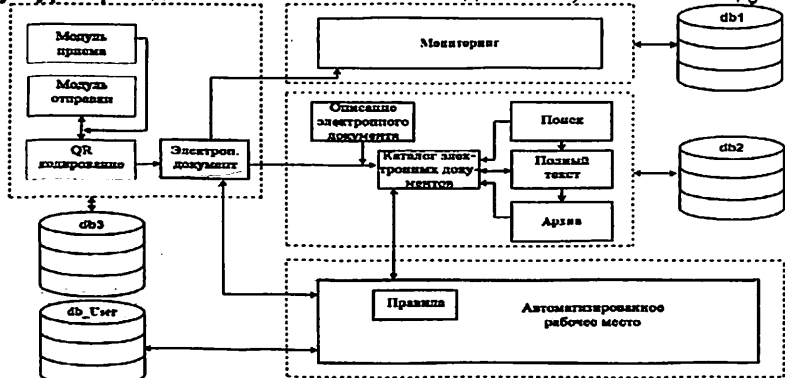 Модуль
приема
Модуль
отправки
QR
кодирование
Электрон.
документ
Мониторинг
db1
Описание
электронного
документа
Каталог элек-
тронных доку-
ментов
Поиск
Полный
текст
Архив
db2
db3
db_User
Правила
Автоматизированное
рабочее место